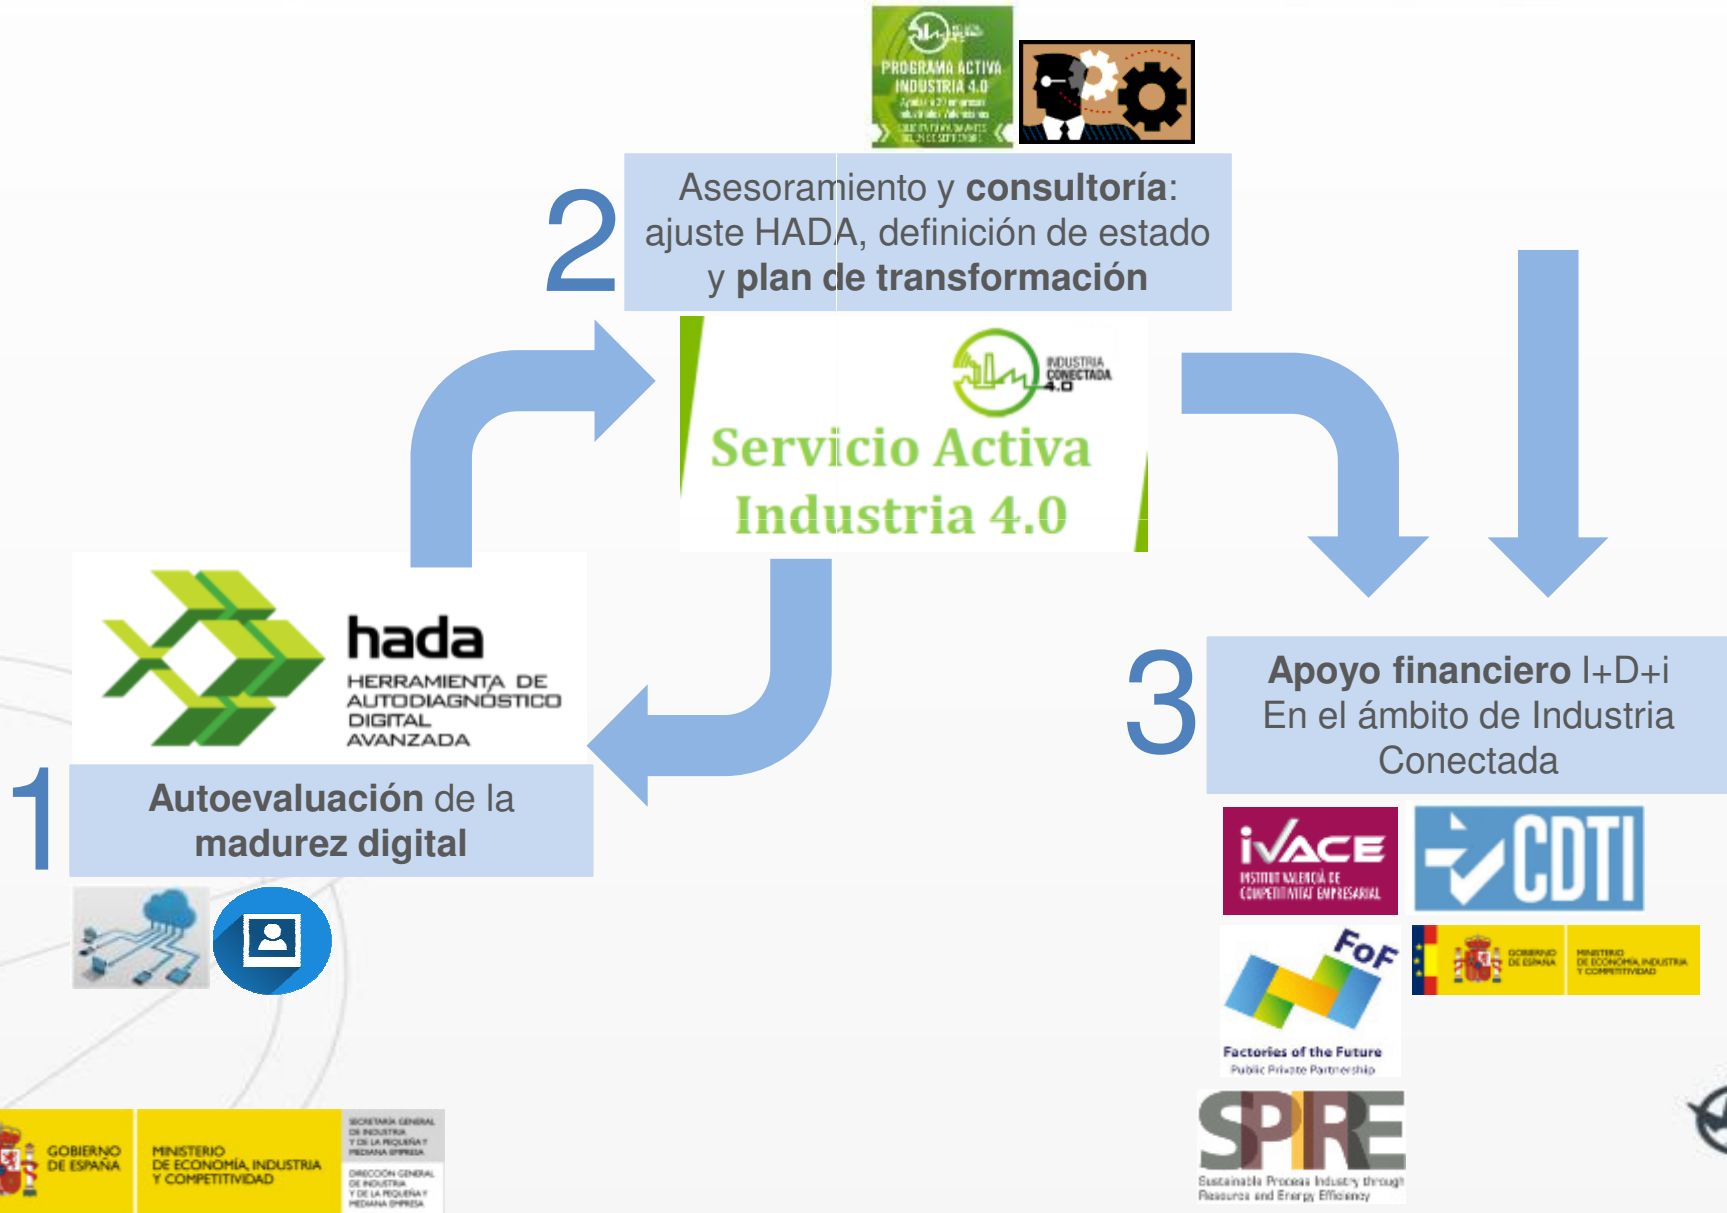 PROGRAMA ACTIVA
INDUSTRIA 4.0
2
Asesoramiento y consultoría:
ajuste HADA, definición de estado
y plan de transformación
INDUSTRIA
CONECTADA
4.0
Servicio Activa
Industria 4.0
hada
HERRAMIENTA DE
AUTODIAGNÓSTICO
DIGITAL
AVANZADA
1
Autoevaluación de la
madurez digital
3
Apoyo financiero I+D+i
En el ámbito de Industria
Conectada
iVACE
INSTITUT VALENCIÀ DE
COMPETITIVITAT EMPRESARIAL
CDTI
FoF
Factories of the Future
Public Private Partnership
GOBIERNO
DE ESPAÑA
MINISTERIO
DE ECONOMÍA, INDUSTRIA
Y COMPETITIVIDAD
SPIRE
Sustainable Process Industry through
Resource and Energy Efficiency
GOBIERNO
DE ESPAÑA
MINISTERIO
DE ECONOMÍA, INDUSTRIA
Y COMPETITIVIDAD
SECRETARÍA GENERAL
DE INDUSTRIA
Y DE LA PEQUEÑA Y
MEDIANA EMPRESA
DIRECCIÓN GENERAL
DE INDUSTRIA
Y DE LA PEQUEÑA Y
MEDIANA EMPRESA